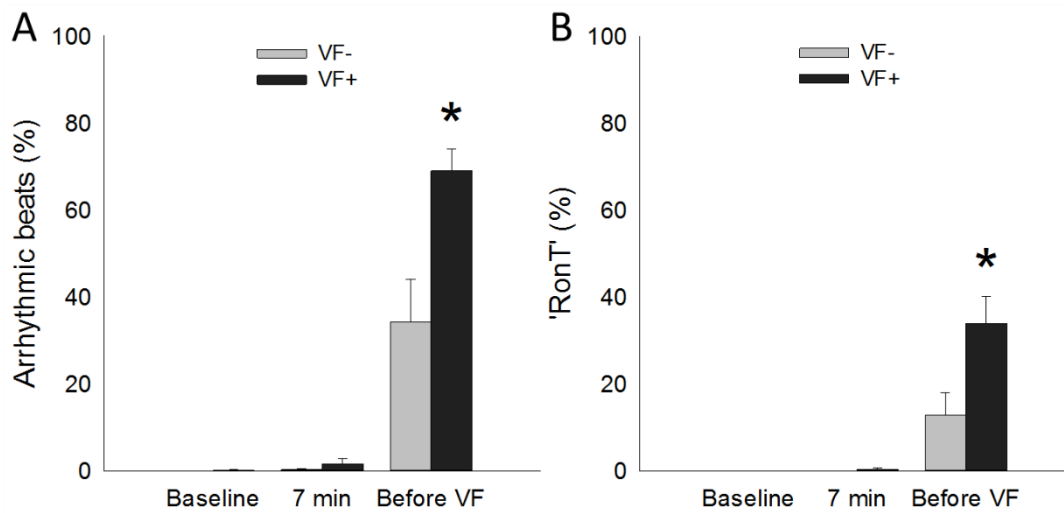 A
Arrhythmic beats (%)
100
80
60
40
20
0
VF-
VF+
*
Baseline 7 min Before VF
B
'RonT' (%)
100
80
60
40
20
0
VF-
VF+
*
Baseline 7 min Before VF